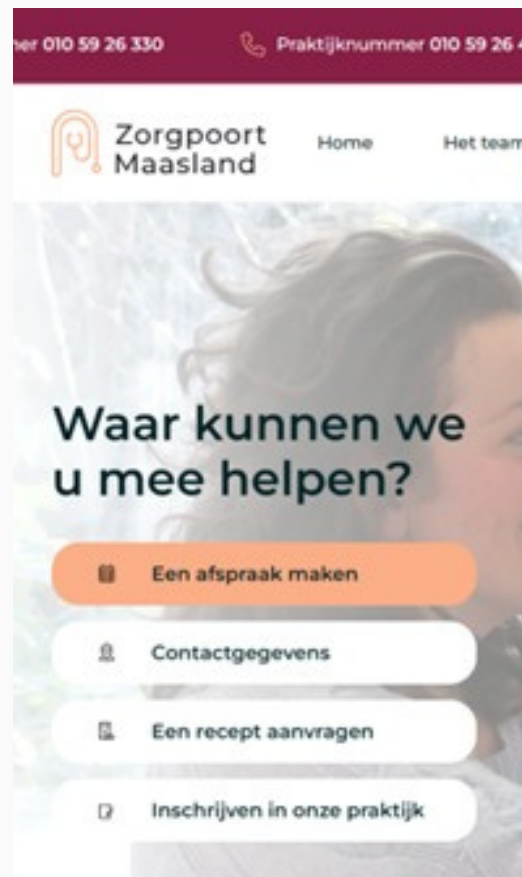 010 59 26 330 Praktijknummer 010 59 26
Zorgpoort Maasland
Home Het team
Waar kunnen we
u mee helpen?
Een afspraak maken
Contactgegevens
Een recept aanvragen
Inschrijven in onze praktijk